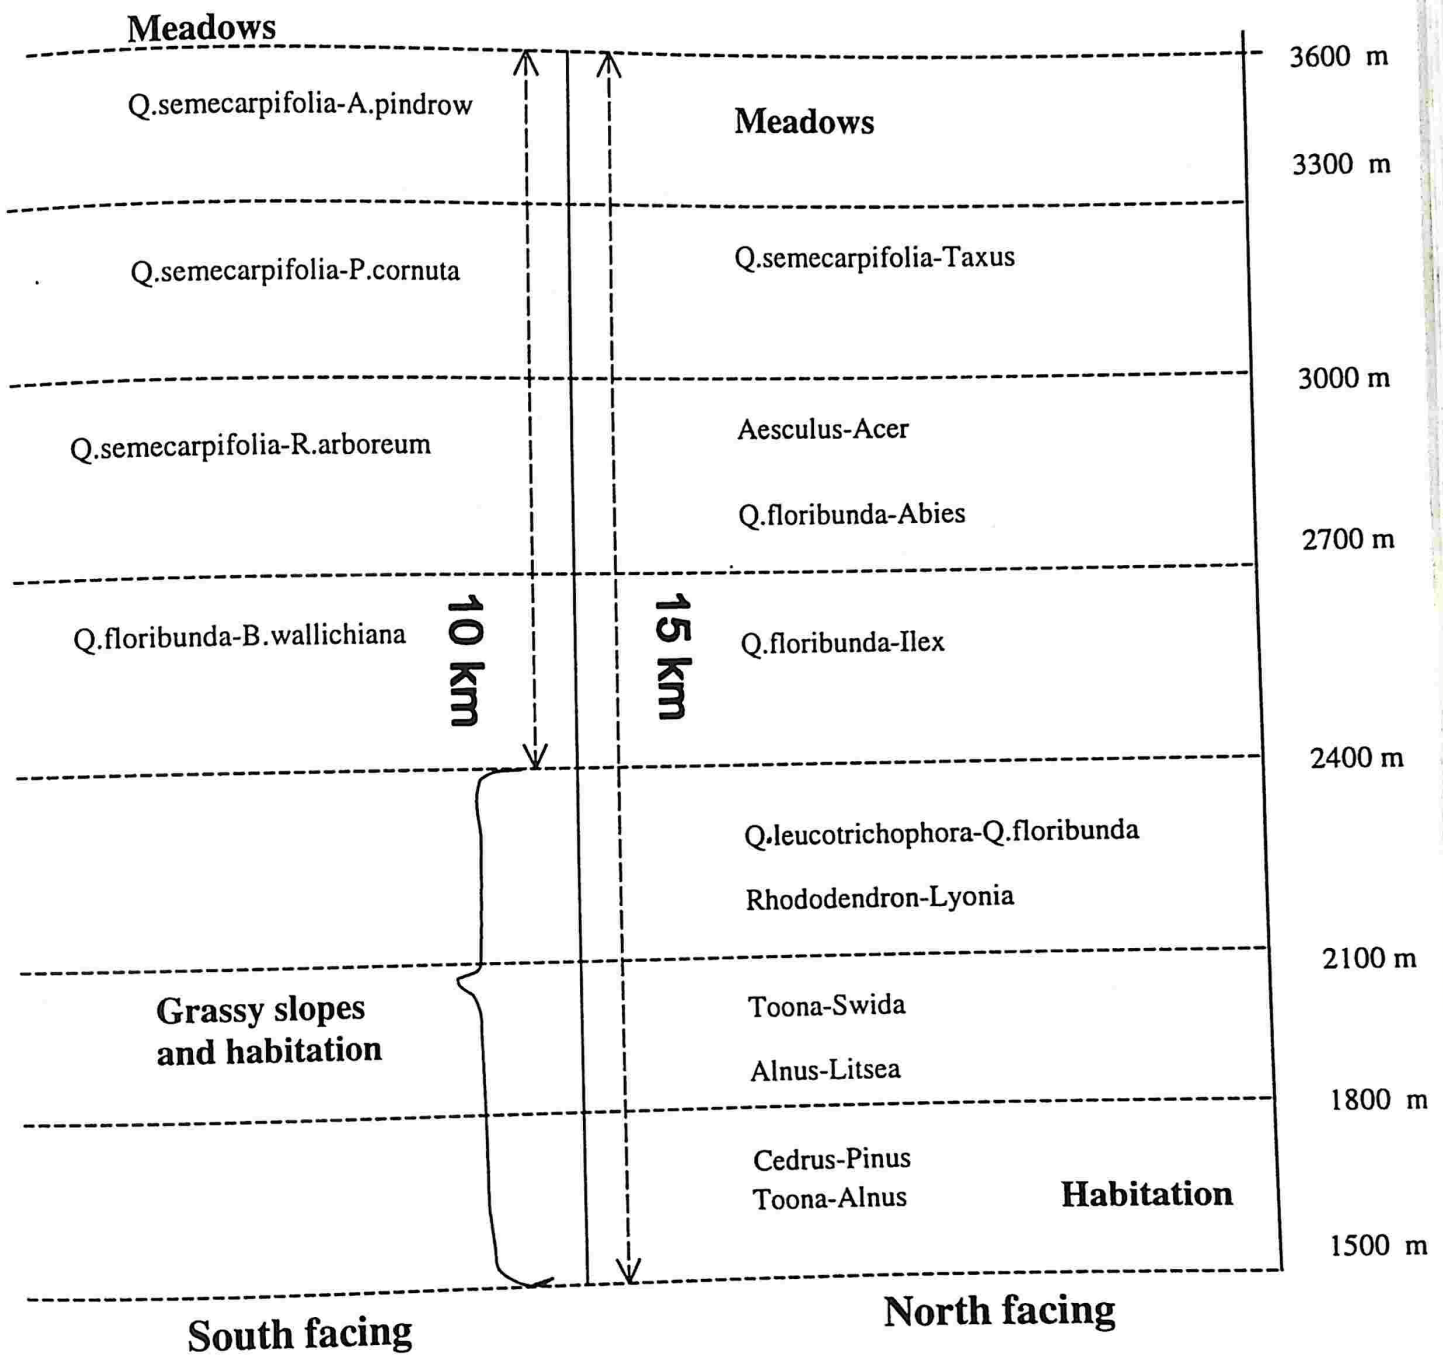 Meadows
3600 m
Q.semecarpifolia-A.pindrow
Meadows
3300 m
Q.semecarpifolia-P.cornuta
Q.semecarpifolia-Taxus
3000 m
Q.semecarpifolia-R.arboreum
Aesculus-Acer
Q.floribunda-Abies
2700 m
Q.floribunda-B.wallichiana
10 km
15 km
Q.floribunda-Ilex
2400 m
Q.leucotrichophora-Q.floribunda
Rhododendron-Lyonia
2100 m
Grassy slopes
and habitation
Toona-Swida
Alnus-Litsea
1800 m
Cedrus-Pinus
Toona-Alnus
Habitation
1500 m
South facing
North facing